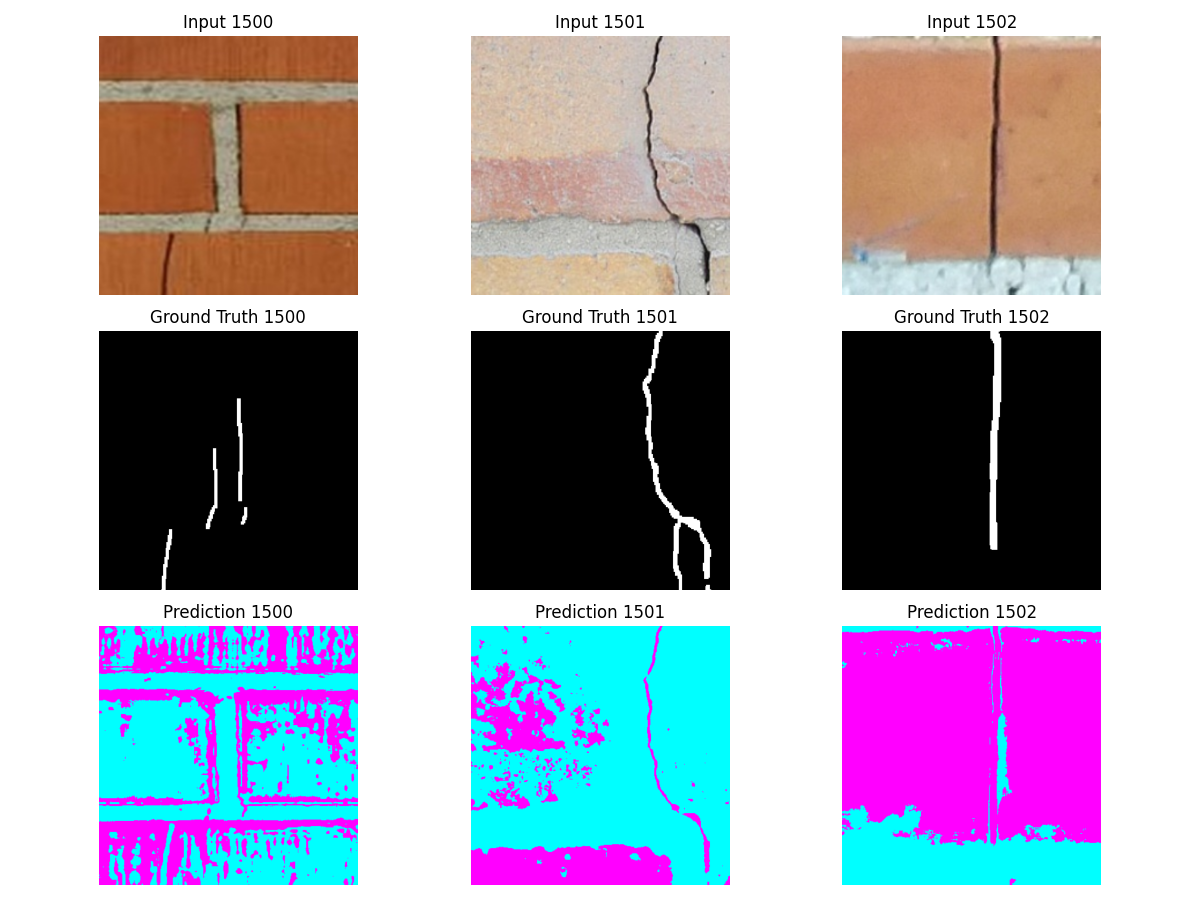 Input 1500
Input 1501
Input 1502
Ground Truth 1500
Ground Truth 1501
Ground Truth 1502
Prediction 1500
Prediction 1501
Prediction 1502